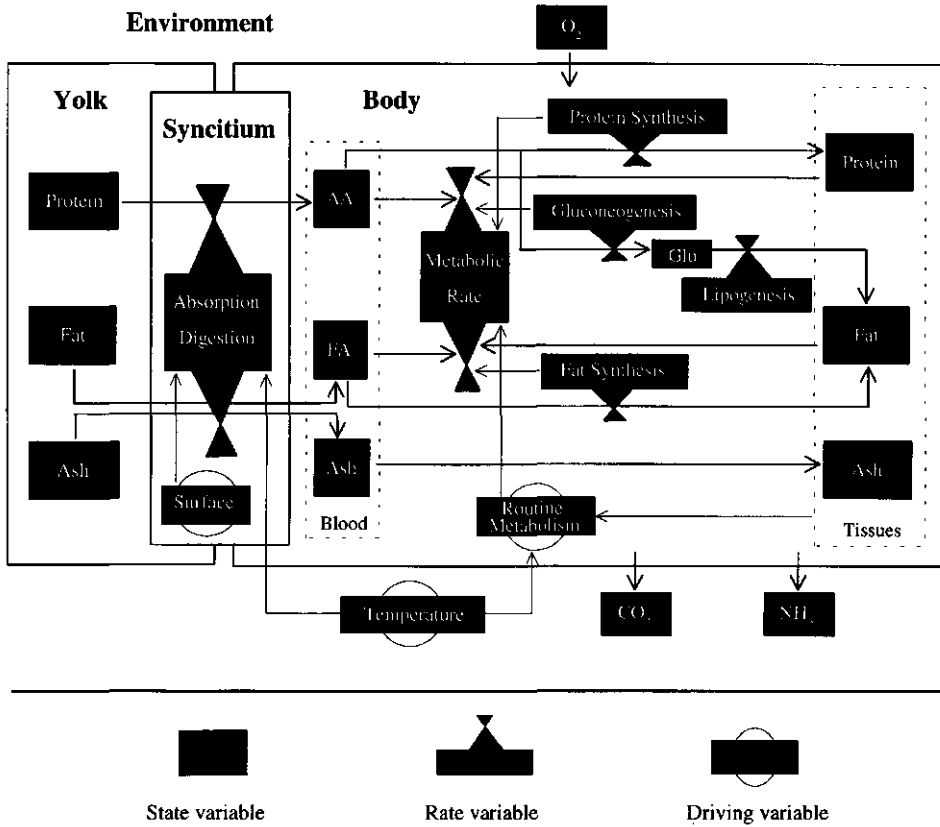 Environment
O2
Yolk
Syncitium
Body
Protein Synthesis
Protein
AA
Protein
Gluconeogenesis
Metabolic
Rate
Glu
Lipogenesis
Absorption
Digestion
Fat
FA
Fat
Fat Synthesis
Ash
Ash
Ash
Surface
Routine
Metabolism
Blood
Tissues
Temperature
CO2
NH
State variable
Rate variable
Driving variable